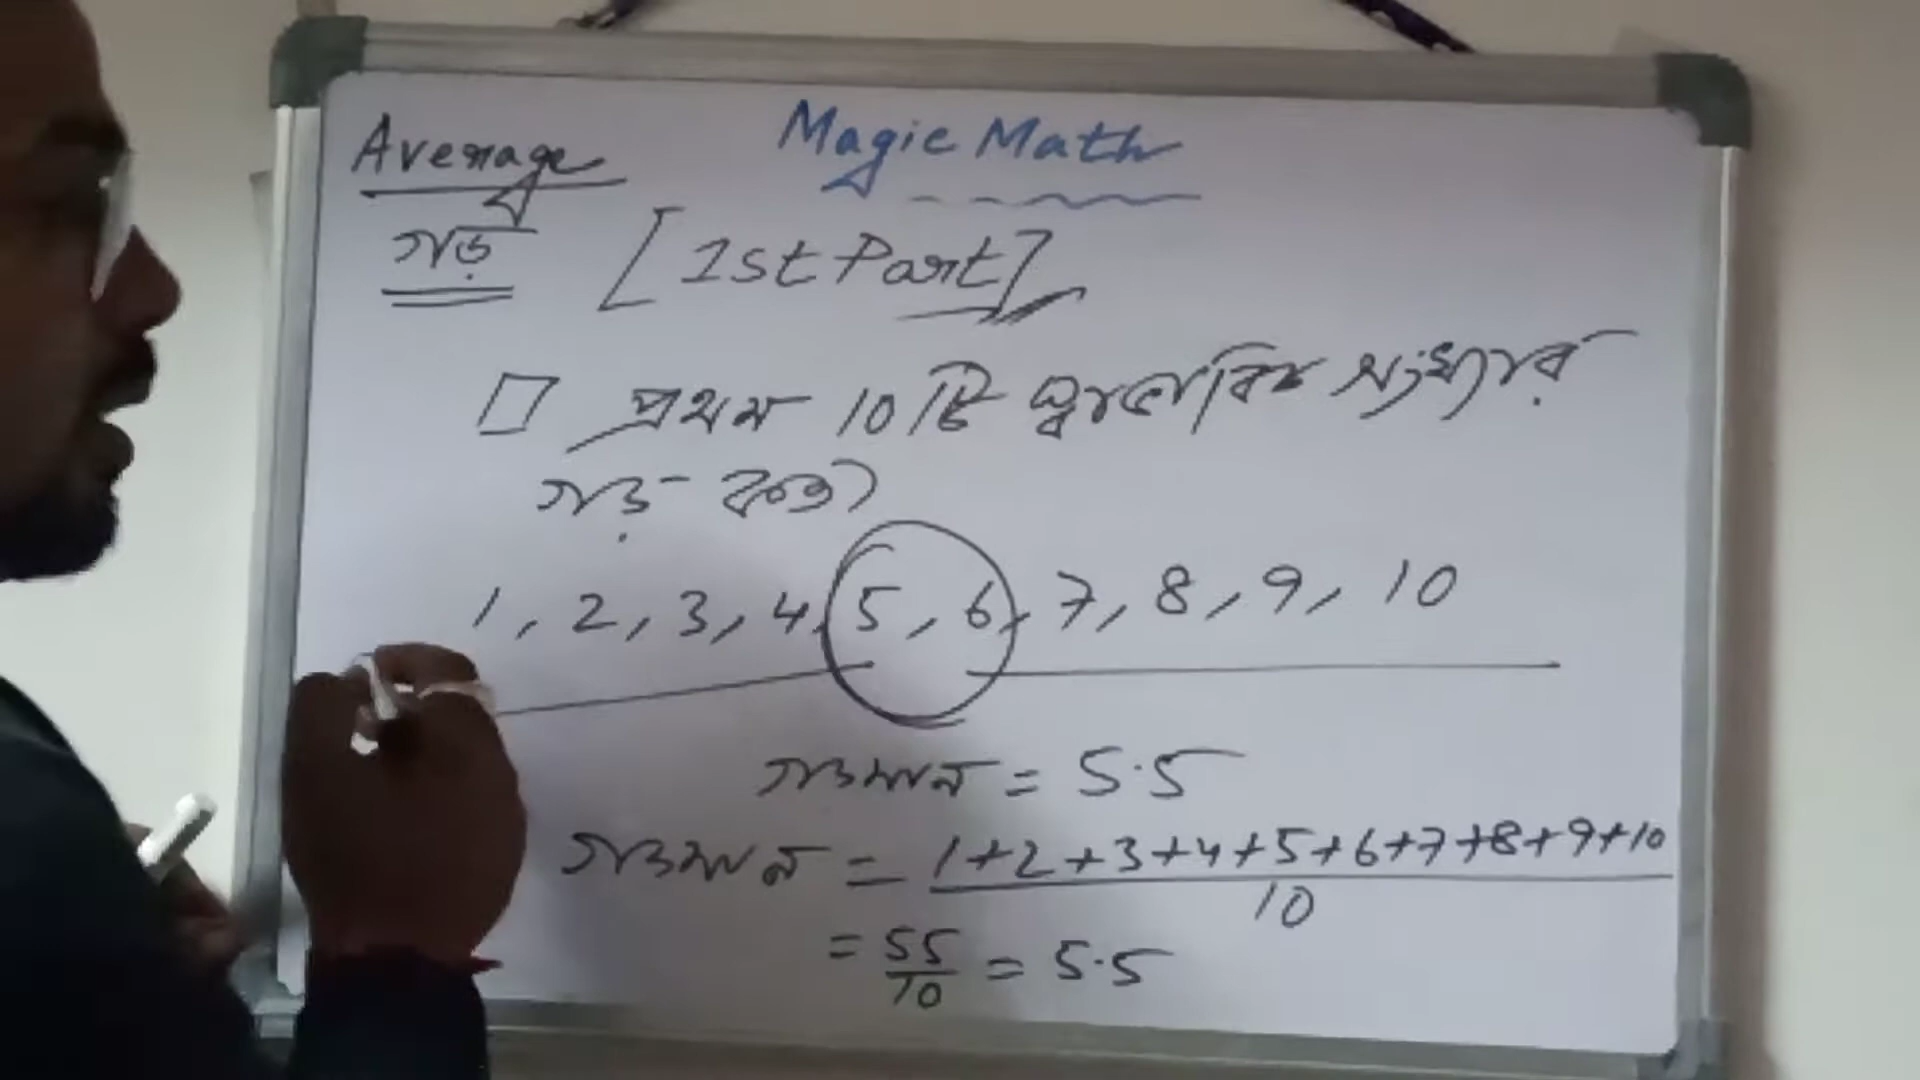 Average
Magic Math
গড়
[1st Part]
প্রথম 10টি স্বাভাবিক সংখ্যার
গড় কত?
1, 2, 3, 4, 5, 6, 7, 8, 9, 10
গড়মান = 5.5
গড়মান = 1+2+3+4+5+6+7+8+9+10
10
= 55/10 = 5.5